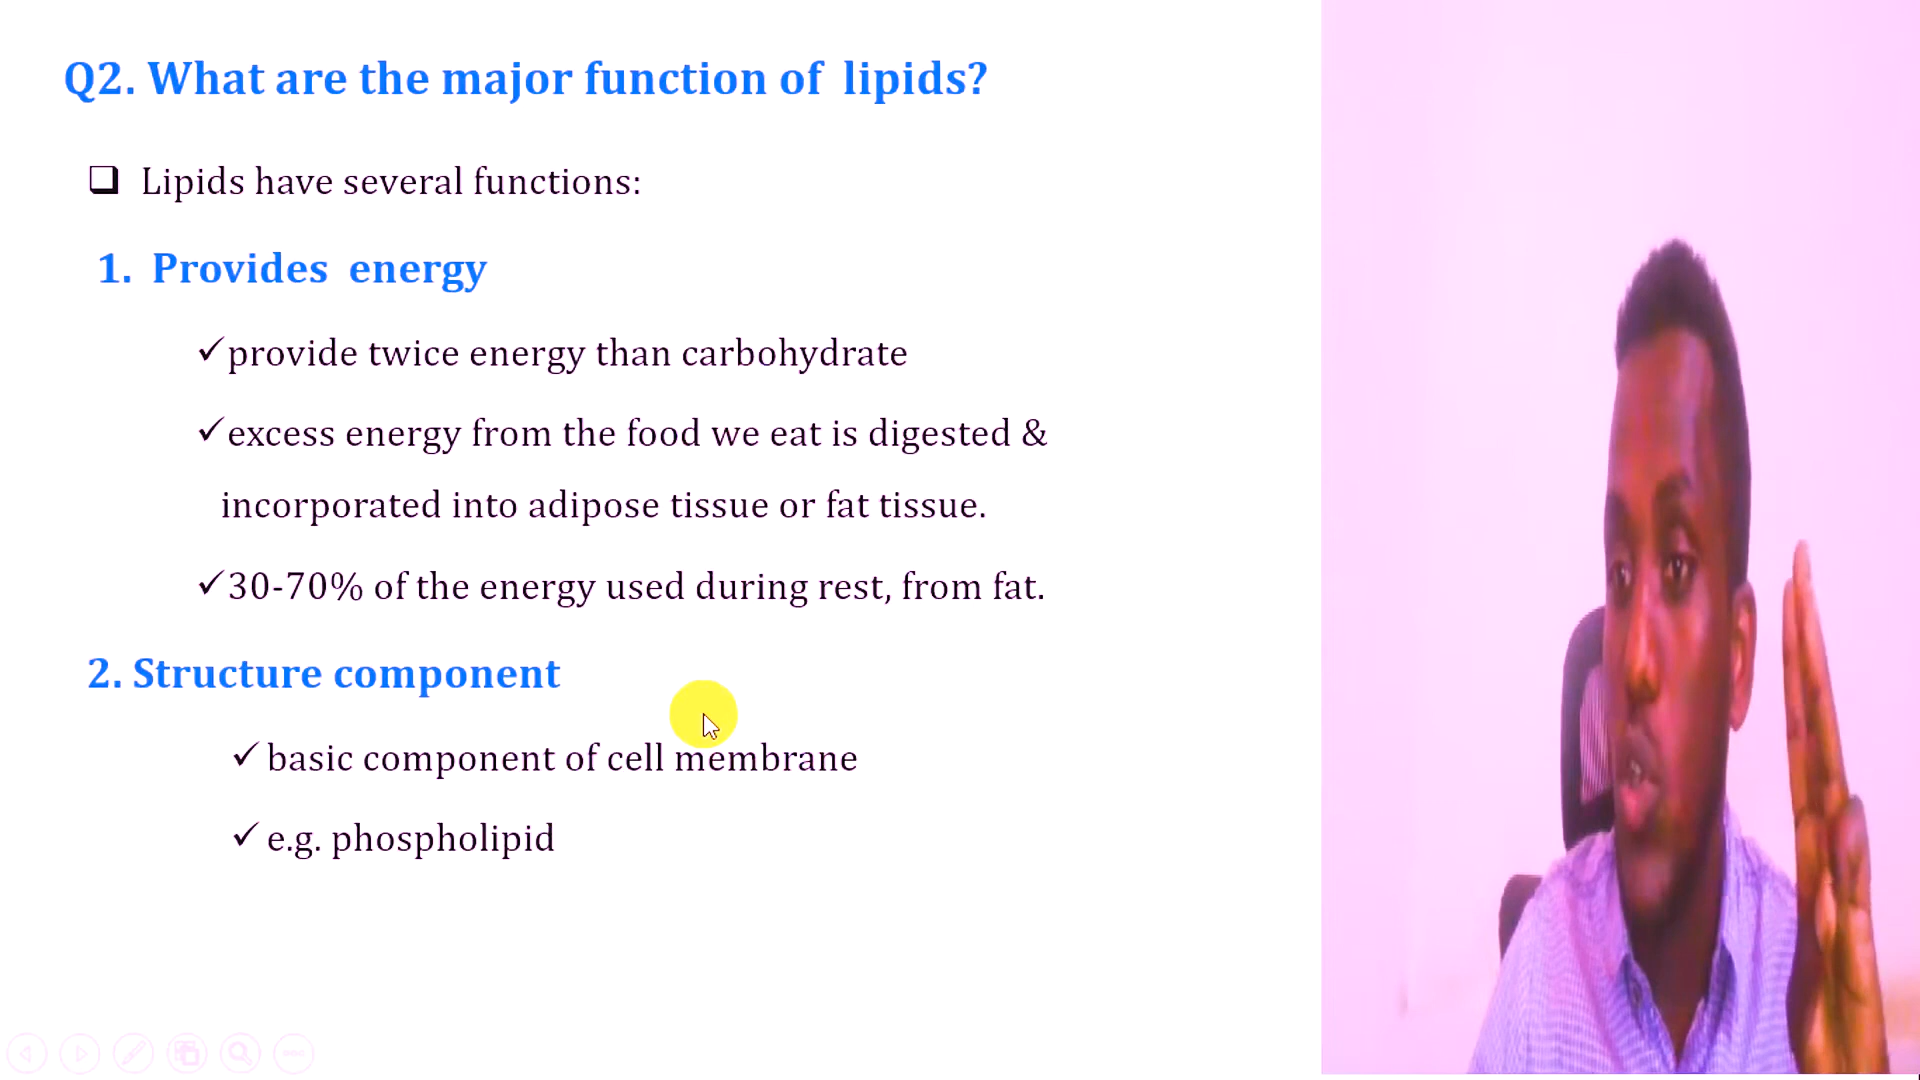 Q2. What are the major function of lipids?
Lipids have several functions:
1. Provides energy
provide twice energy than carbohydrate
excess energy from the food we eat is digested &
incorporated into adipose tissue or fat tissue.
30-70% of the energy used during rest, from fat.
2. Structure component
basic component of cell membrane
e.g. phospholipid